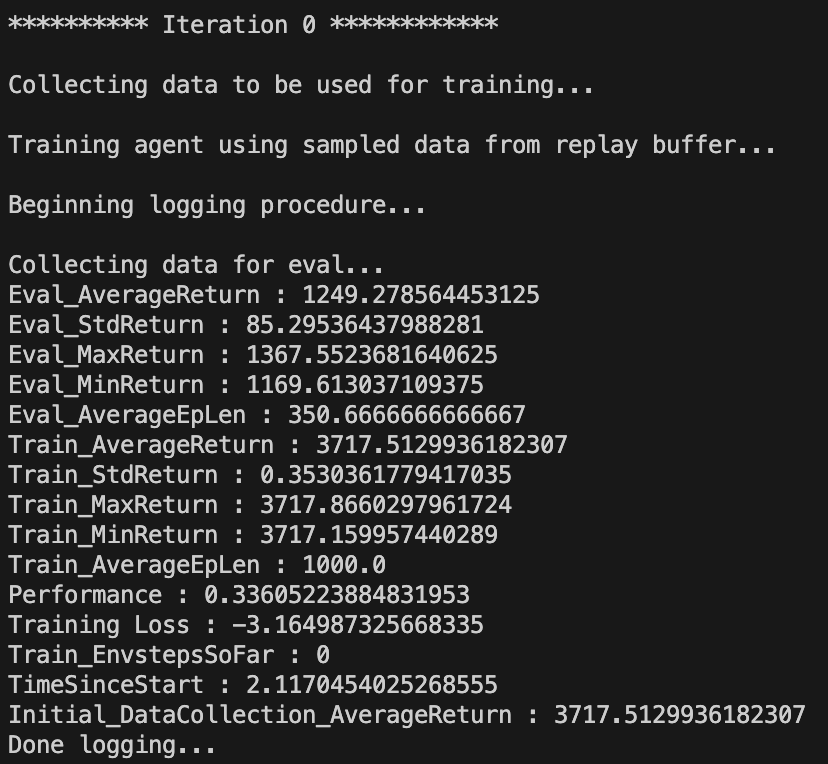 ********** Iteration 0 ************
Collecting data to be used for training...
Training agent using sampled data from replay buffer...
Beginning logging procedure...
Collecting data for eval...
Eval_AverageReturn : 1249.278564453125
Eval_StdReturn : 85.29536437988281
Eval_MaxReturn : 1367.5523681640625
Eval_MinReturn : 1169.613037109375
Eval_AverageEpLen : 350.6666666666667
Train_AverageReturn : 3717.5129936182307
Train_StdReturn : 0.3530361779417035
Train_MaxReturn : 3717.8660297961724
Train_MinReturn : 3717.159957440289
Train_AverageEpLen : 1000.0
Performance : 0.33605223884831953
Training Loss : -3.164987325668335
Train_EnvstepsSoFar : 0
TimeSinceStart : 2.1170454025268555
Initial_DataCollection_AverageReturn : 3717.5129936182307
Done logging...